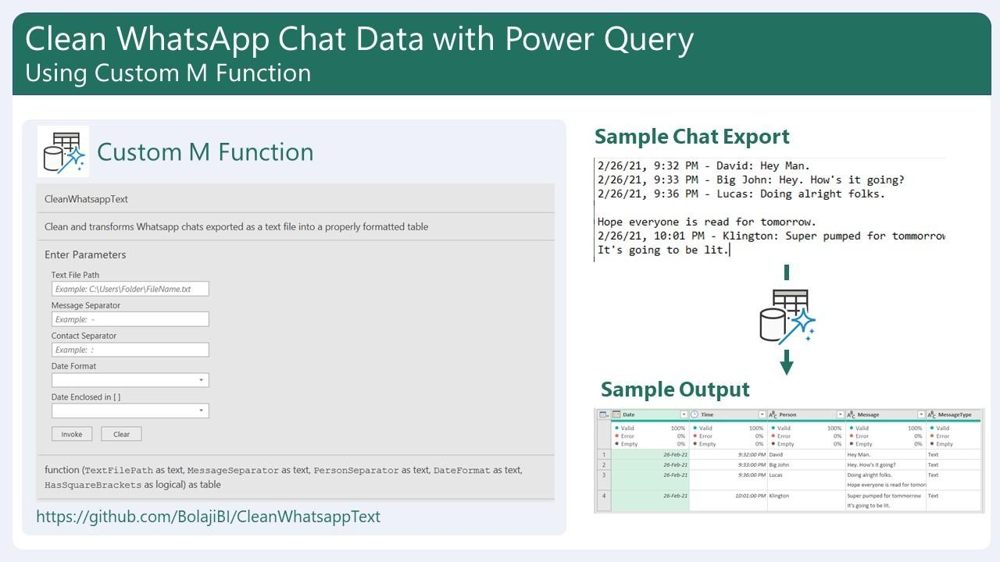 Clean WhatsApp Chat Data with Power Query
Using Custom M Function
Custom M Function
CleanWhatsappText
Clean and transforms Whatsapp chats exported as a text file into a properly formatted table
Enter Parameters
Text File Path
Example: C:\Users\Folder\FileName.txt
Message Separator
Example: -
Contact Separator
Example: :
Date Format
Date Enclosed in [ ]
Invoke Clear
function (TextFilePath as text, MessageSeparator as text, PersonSeparator as text, DateFormat as text,
HasSquareBrackets as logical) as table
https://github.com/BolajiBI/CleanWhatsappText
Sample Chat Export
2/26/21, 9:32 PM - David: Hey Man.
2/26/21, 9:33 PM - Big John: Hey. How's it going?
2/26/21, 9:36 PM - Lucas: Doing alright folks.
Hope everyone is read for tomorrow.
2/26/21, 10:01 PM - Klington: Super pumped for tommorrow
It's going to be lit.
Sample Output
Date Time ABC Person ABC Message ABC MessageType
Valid 100% Valid 100% Valid 100% Valid 100% Valid
Error 0% Error 0% Error 0% Error 0% Error
Empty 0% Empty 0% Empty 0% Empty 0% Empty
1 26-Feb-21 9:32:00 PM David Hey Man. Text
2 26-Feb-21 9:33:00 PM Big John Hey. How's it going? Text
3 26-Feb-21 9:36:00 PM Lucas Doing alright folks. Text
Hope everyone is read for tomorr
4 26-Feb-21 10:01:00 PM Klington Super pumped for tommorrow Text
It's going to be lit.